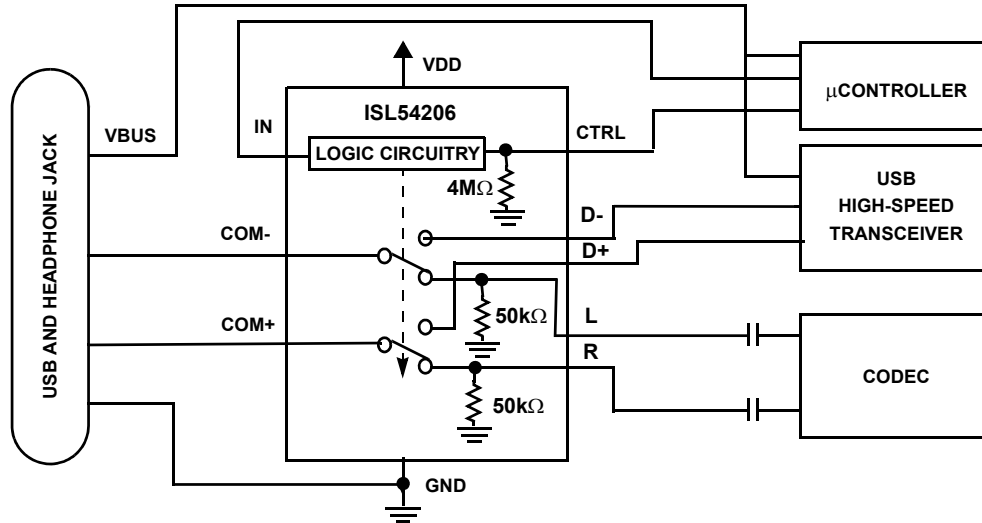 VDD
μCONTROLLER
ISL54206
IN
CTRL
VBUS
LOGIC CIRCUITRY
4MΩ
USB
HIGH-SPEED
TRANSCEIVER
D-
COM-
D+
USB AND HEADPHONE JACK
50kΩ
L
COM+
R
CODEC
50kΩ
GND